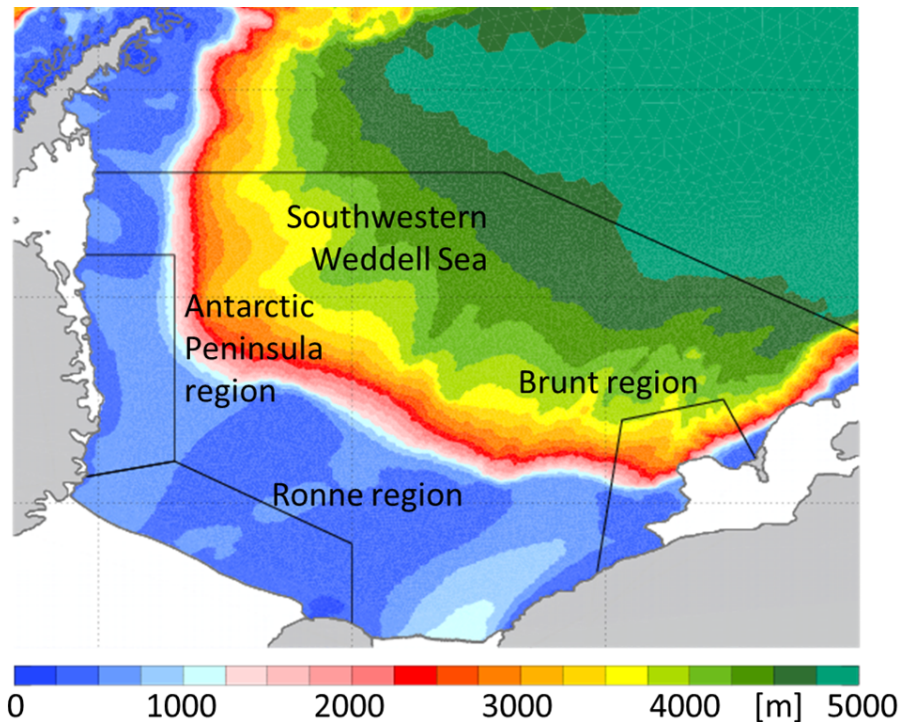 Southwestern
Weddell Sea
Antarctic
Peninsula
region
Brunt region
Ronne region
0 1000 2000 3000 4000 [m] 5000